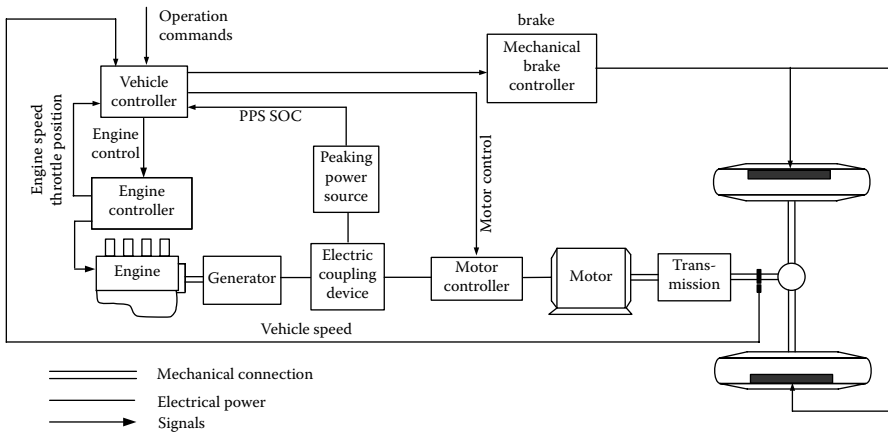 Operation
commands
brake
Mechanical
brake
controller
Vehicle
controller
PPS SOC
Engine speed
throttle position
Engine
control
Peaking
power
source
Motor control
Engine
controller
Engine
Generator
Electric
coupling
device
Motor
controller
Motor
Trans-
mission
Vehicle speed
Mechanical connection
Electrical power
Signals